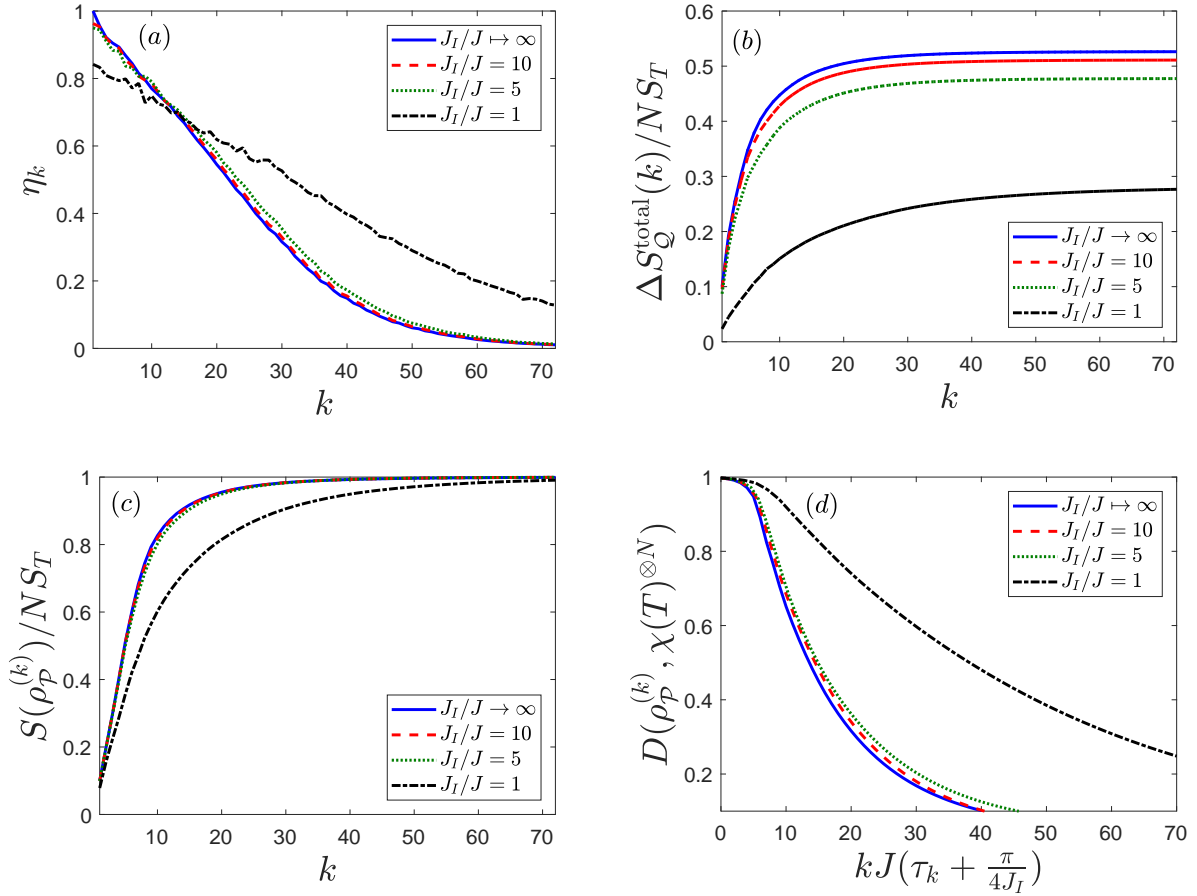 (a)
η_k
1
0.8
0.6
0.4
0.2
0
10 20 30 40 50 60 70
k
J_I/J ↦ ∞
J_I/J = 10
J_I/J = 5
J_I/J = 1
(b)
ΔS_𝒬^total(k)/N S_T
0.6
0.5
0.4
0.3
0.2
0.1
0
10 20 30 40 50 60 70
k
J_I/J → ∞
J_I/J = 10
J_I/J = 5
J_I/J = 1
(c)
S(ρ_𝒫^(k))/N S_T
1
0.8
0.6
0.4
0.2
0
10 20 30 40 50 60 70
k
J_I/J → ∞
J_I/J = 10
J_I/J = 5
J_I/J = 1
(d)
D(ρ_𝒫^(k), χ(T)^⊗N)
1
0.8
0.6
0.4
0.2
0 10 20 30 40 50 60 70
kJ(τ_k + π/4J_I)
J_I/J ↦ ∞
J_I/J = 10
J_I/J = 5
J_I/J = 1